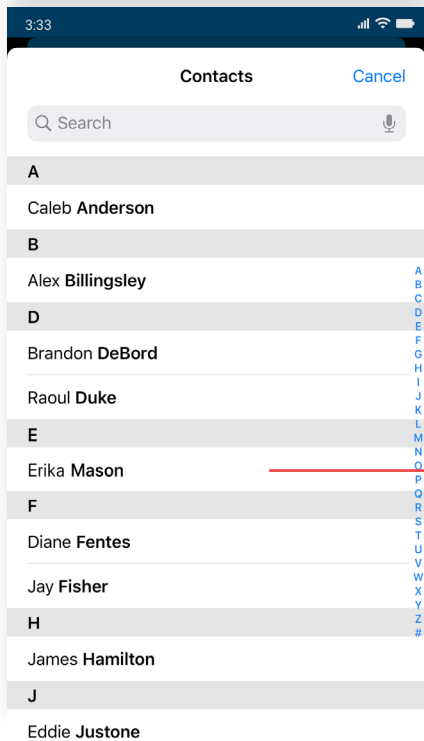 3:33
Contacts Cancel
Search
A
Caleb Anderson
B
Alex Billingsley
D
Brandon DeBord
Raoul Duke
E
Erika Mason
F
Diane Fentes
Jay Fisher
H
James Hamilton
J
Eddie Justone
A
B
C
D
E
F
G
H
I
J
K
L
M
N
O
P
Q
R
S
T
U
V
W
X
Y
Z
#